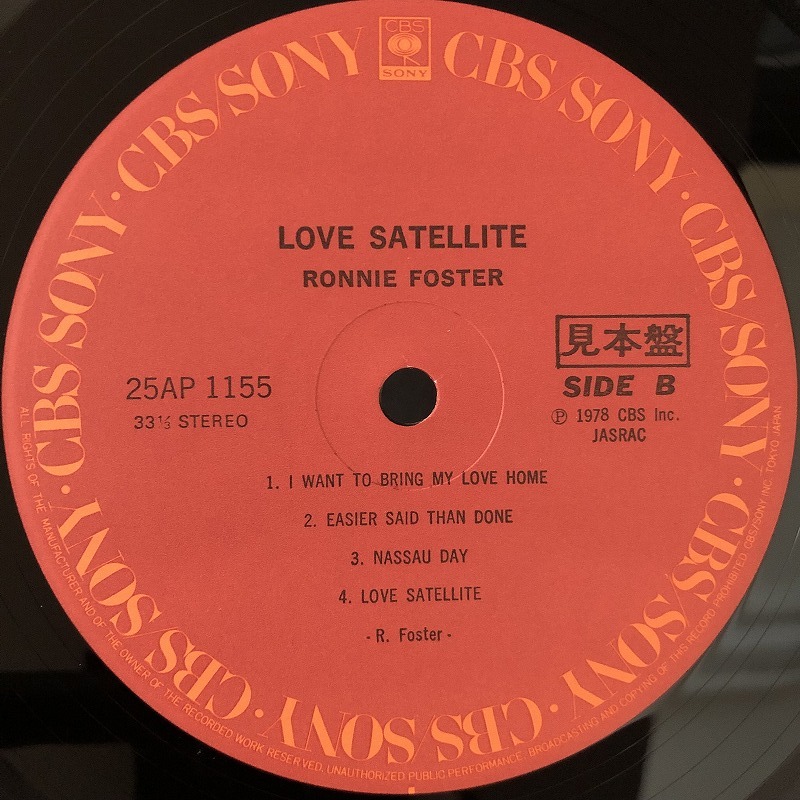 CBS
SONY
CBS/SONY · CBS/SONY · CBS/SONY · CBS/SONY · CBS/SONY · CBS/SONY · CBS/SONY · CBS/SONY
LOVE SATELLITE
RONNIE FOSTER
見本盤
25AP 1155
SIDE B
33⅓ STEREO
Ⓟ 1978 CBS Inc.
JASRAC
1. I WANT TO BRING MY LOVE HOME
2. EASIER SAID THAN DONE
3. NASSAU DAY
4. LOVE SATELLITE
- R. Foster -
ALL RIGHTS OF THE MANUFACTURER AND OF THE OWNER OF THE RECORDED WORK RESERVED. UNAUTHORIZED PUBLIC PERFORMANCE. BROADCASTING AND COPYING OF THIS RECORD PROHIBITED. CBS/SONY INC. TOKYO JAPAN